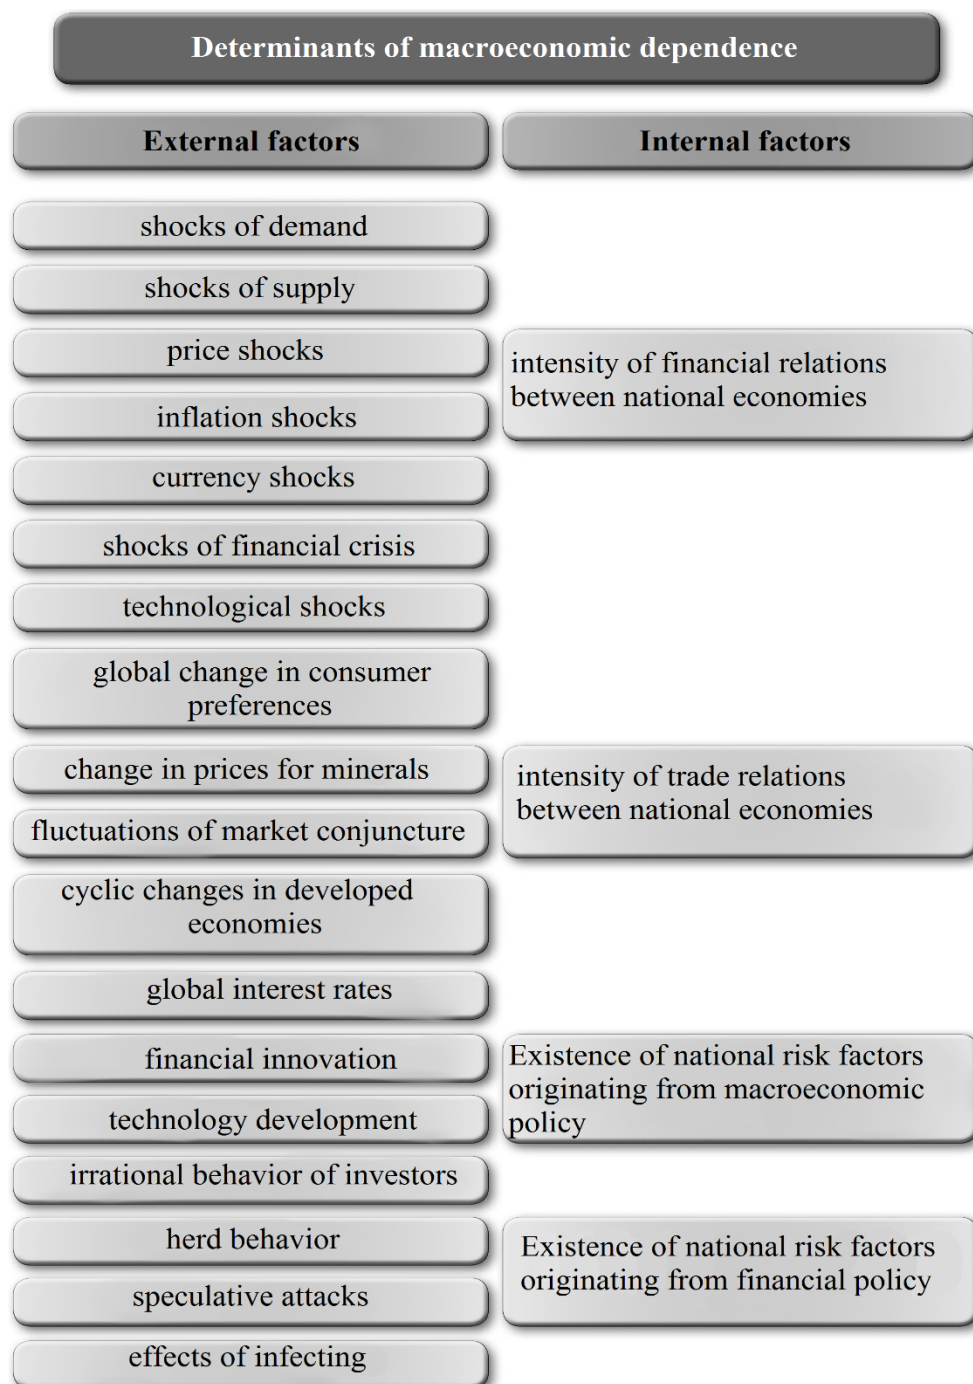 Determinants of macroeconomic dependence
External factors
Internal factors
shocks of demand
shocks of supply
price shocks
inflation shocks
currency shocks
shocks of financial crisis
technological shocks
global change in consumer
preferences
change in prices for minerals
fluctuations of market conjuncture
cyclic changes in developed
economies
global interest rates
financial innovation
technology development
irrational behavior of investors
herd behavior
speculative attacks
effects of infecting
intensity of financial relations
between national economies
intensity of trade relations
between national economies
Existence of national risk factors
originating from macroeconomic
policy
Existence of national risk factors
originating from financial policy